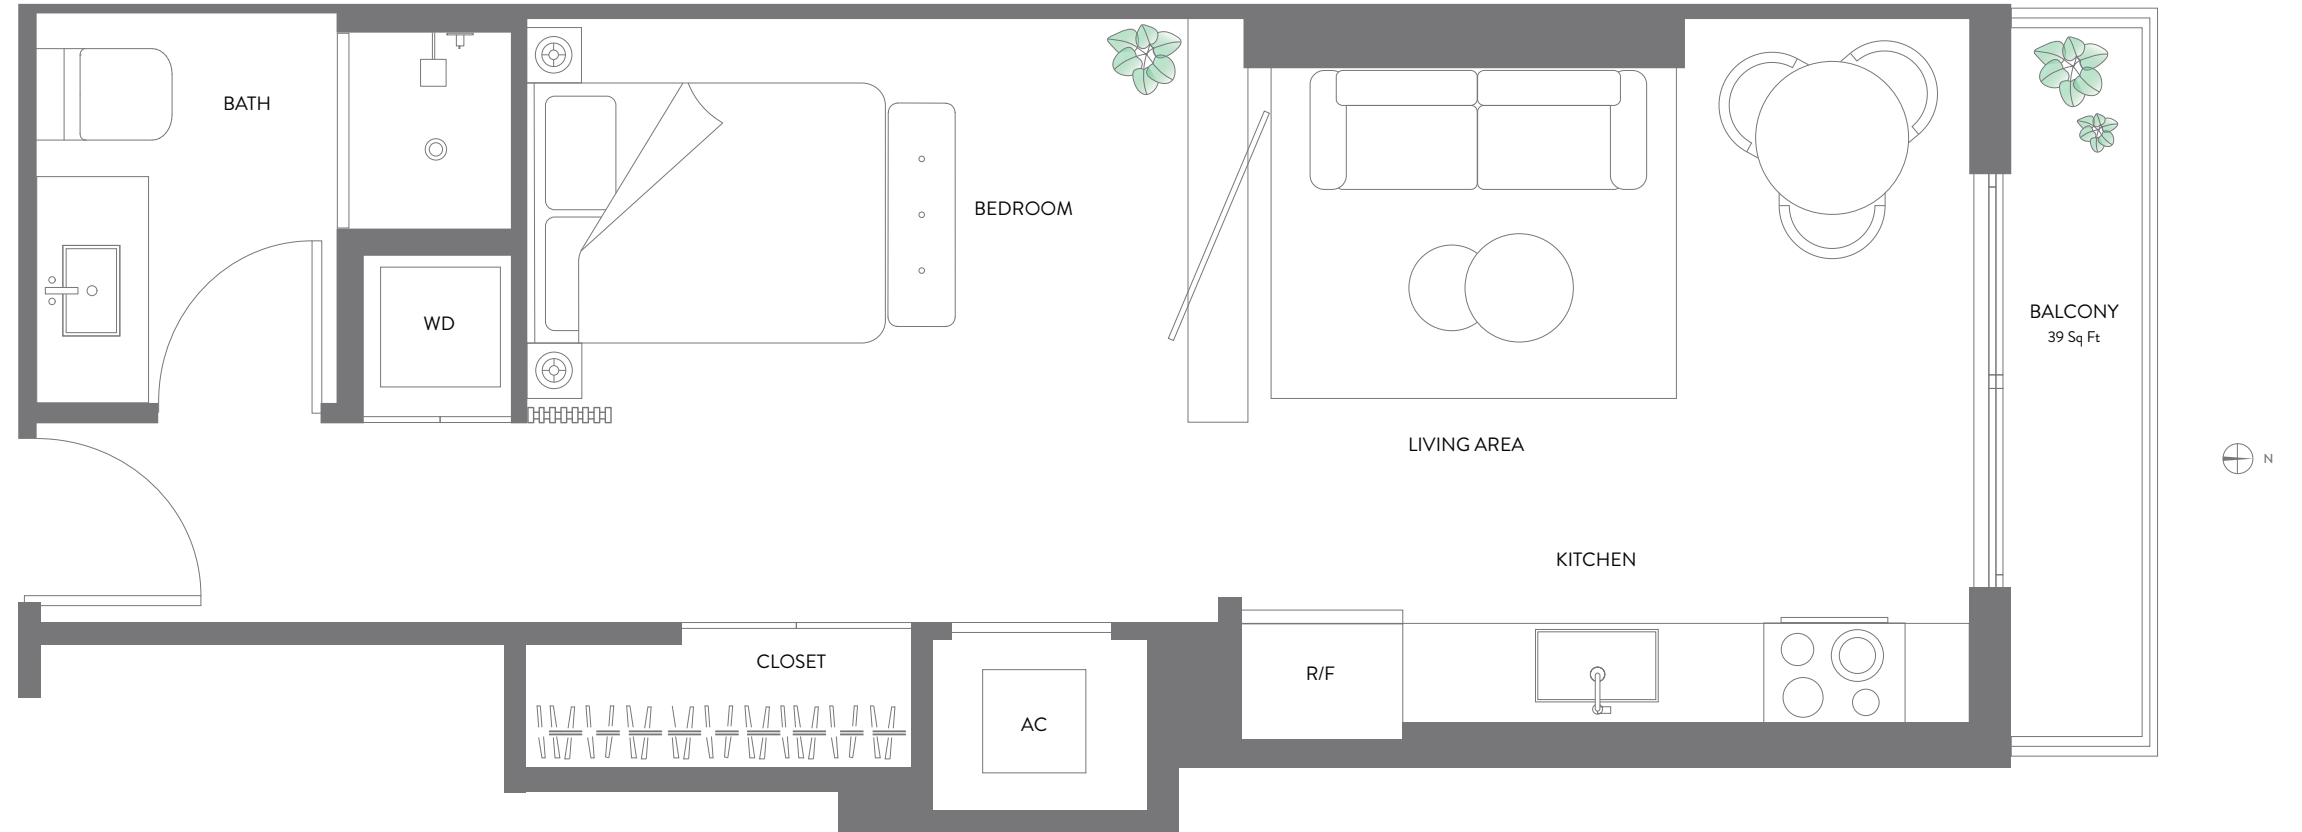 BATH
BEDROOM
BALCONY
39 Sq Ft
WD
LIVING AREA
N
KITCHEN
CLOSET
R/F
AC